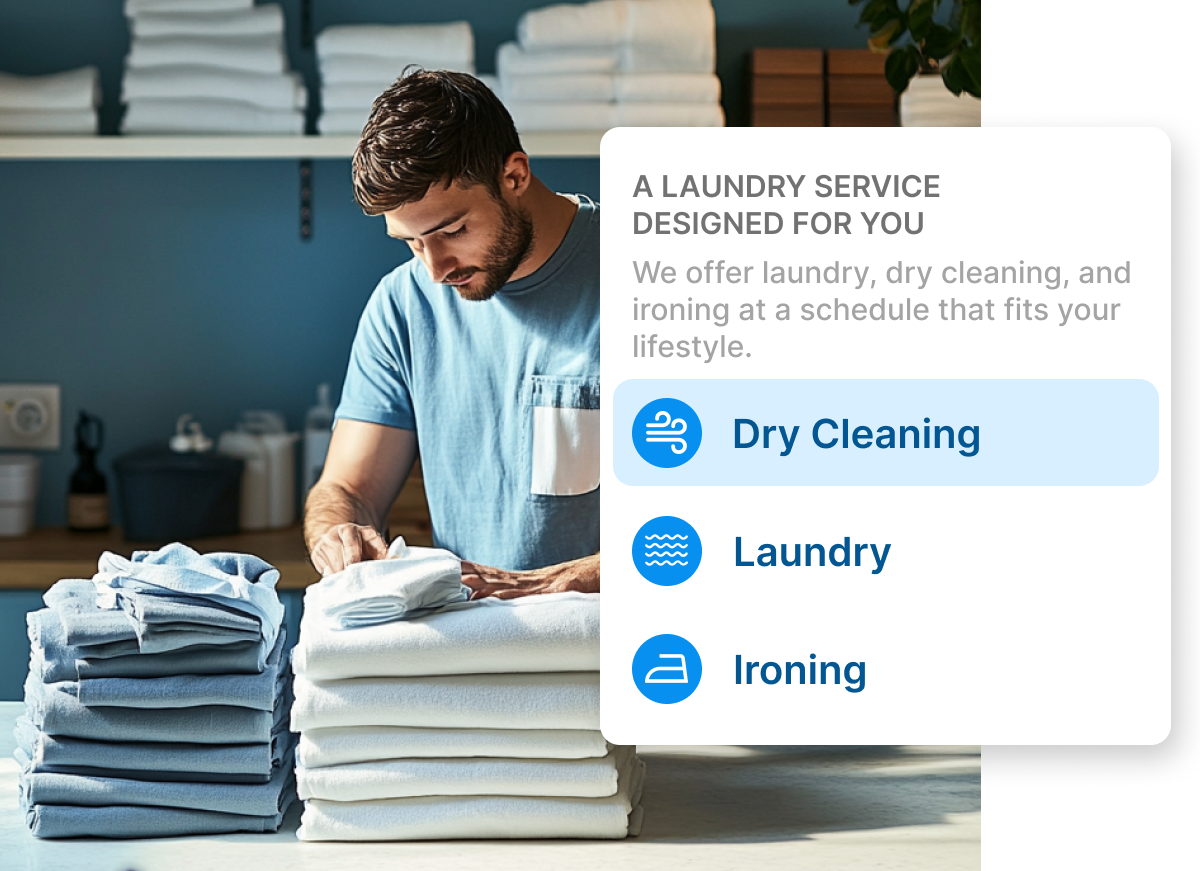 A LAUNDRY SERVICE
DESIGNED FOR YOU
We offer laundry, dry cleaning, and
ironing at a schedule that fits your
lifestyle.
Dry Cleaning
Laundry
Ironing